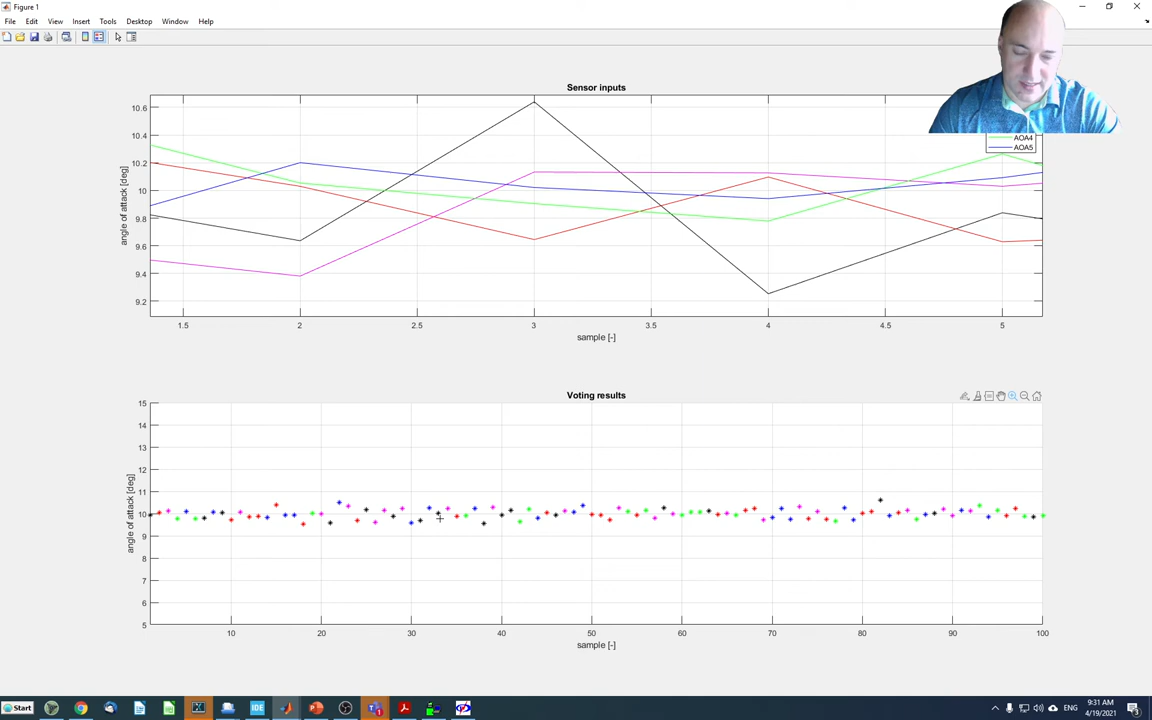 Figure 1
File Edit View Insert Tools Desktop Window Help
Sensor inputs
10.6
10.4
10.2
10
9.8
9.6
9.4
9.2
angle of attack [deg]
AOA4
AOA5
1.5 2 2.5 3 3.5 4 4.5 5
sample [-]
Voting results
15
14
13
12
11
10
9
8
7
6
5
angle of attack [deg]
10 20 30 40 50 60 70 80 90 100
sample [-]
Start
IDE
ENG
9:31 AM
4/19/2021